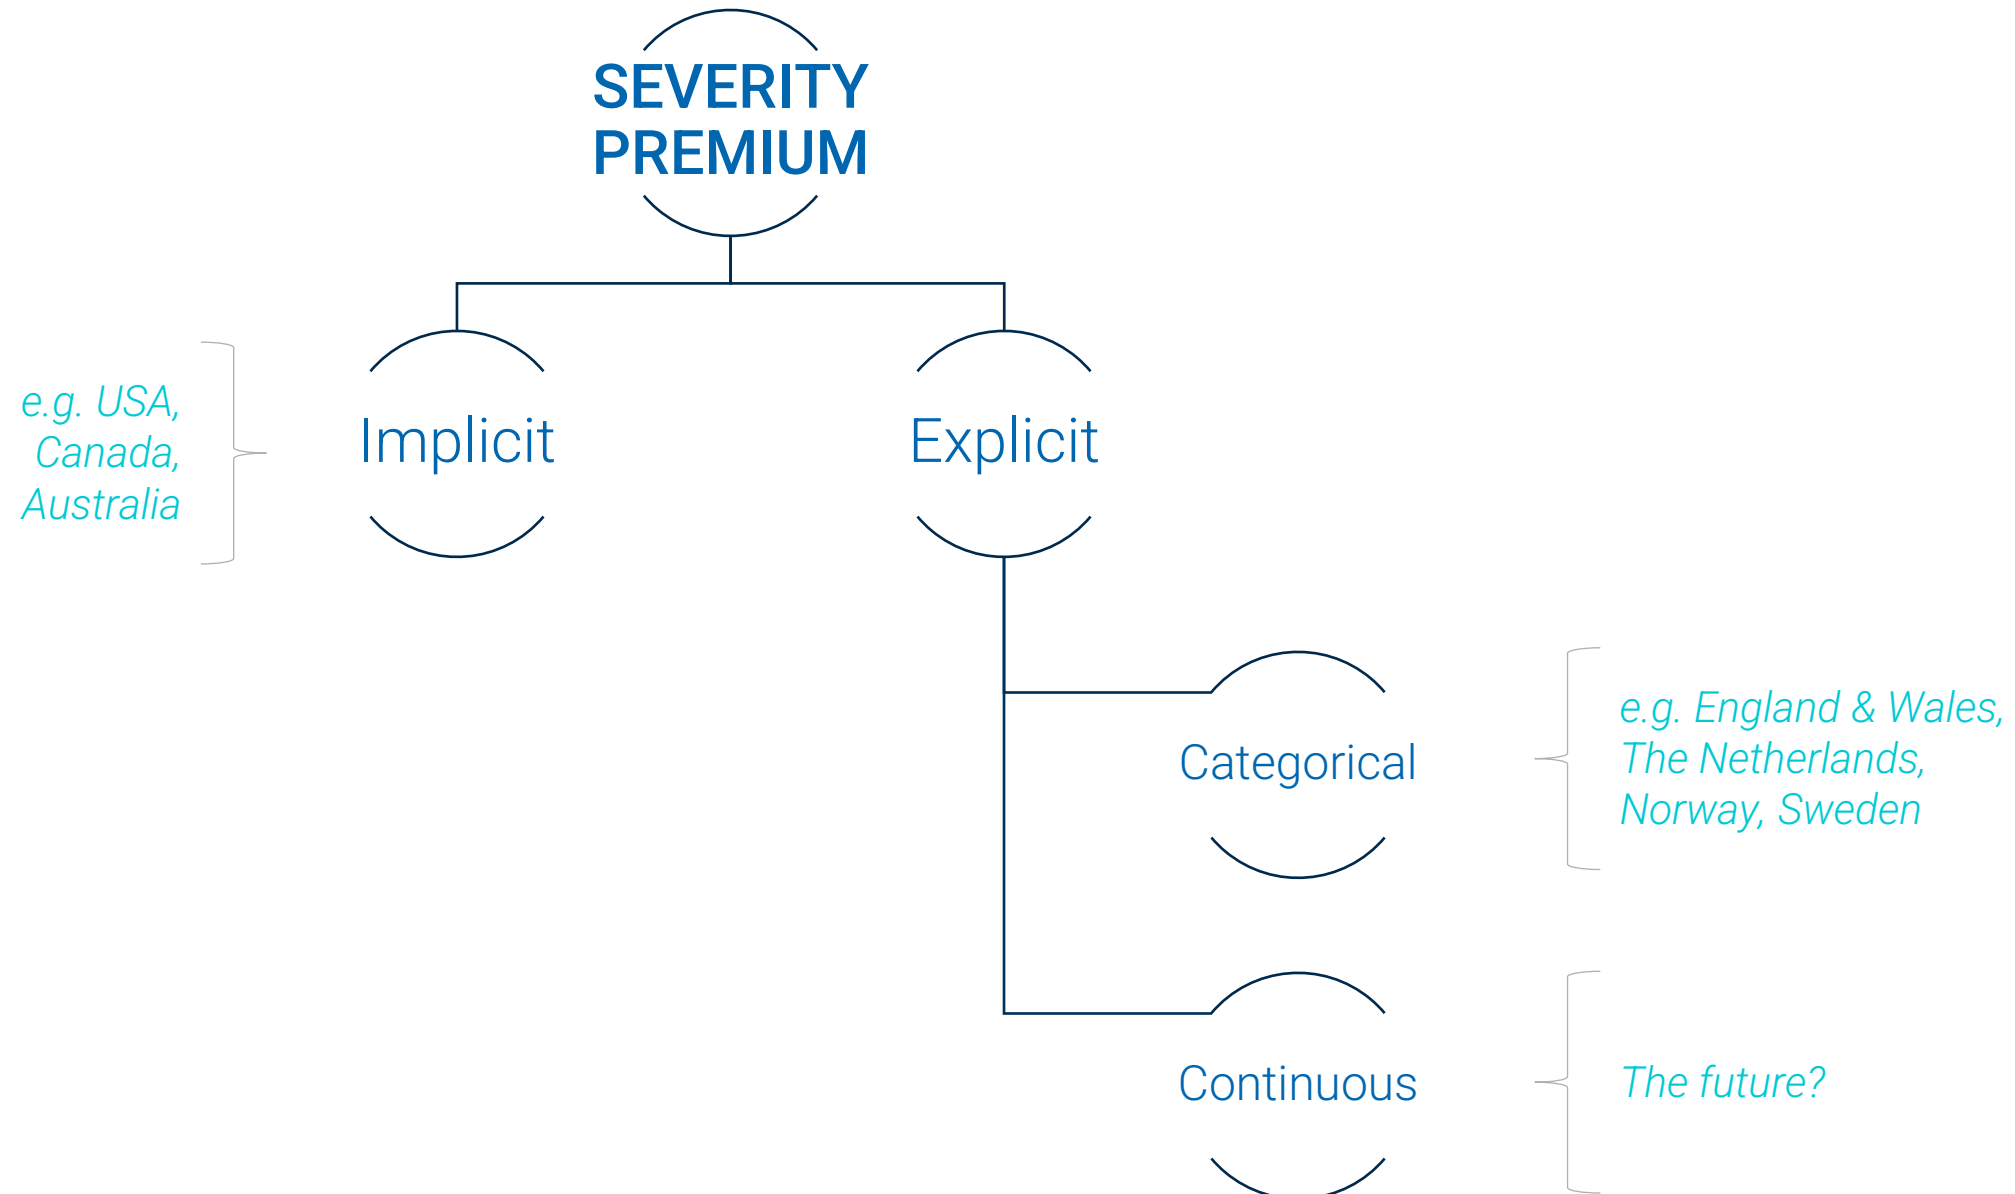 SEVERITY
PREMIUM
e.g. USA,
Canada,
Australia
Implicit
Explicit
Categorical
e.g. England & Wales,
The Netherlands,
Norway, Sweden
Continuous
The future?